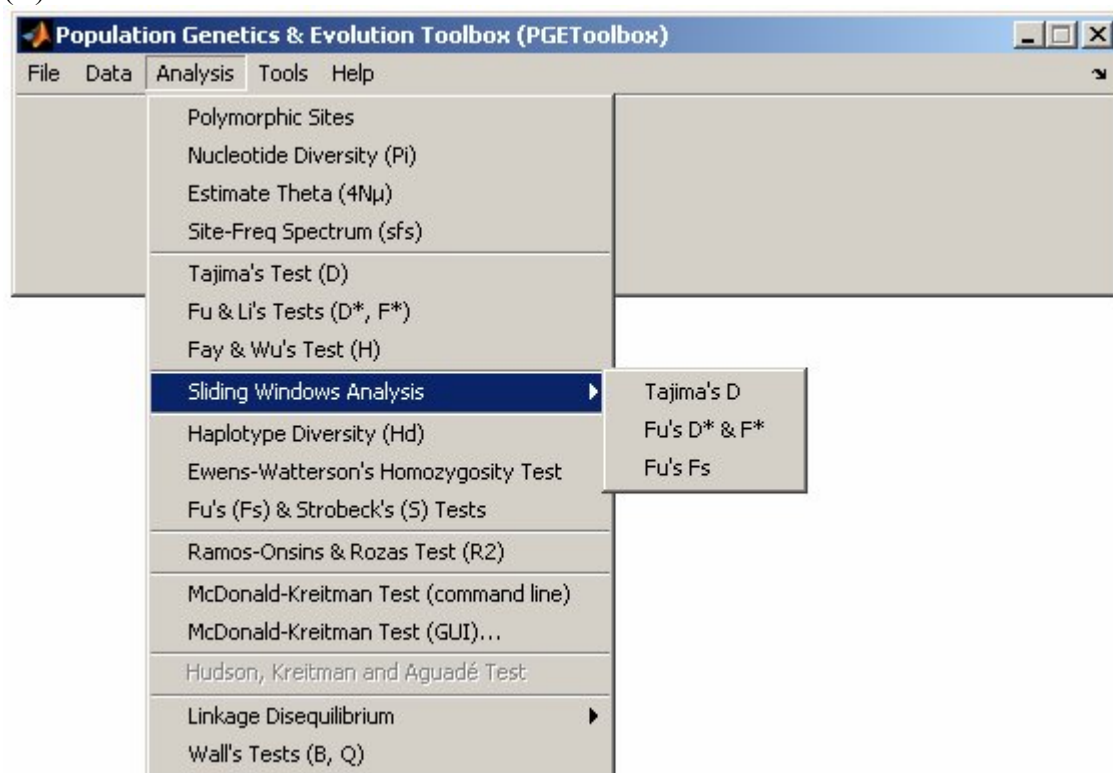 Population Genetics & Evolution Toolbox (PGEToolbox)
File Data Analysis Tools Help
Polymorphic Sites
Nucleotide Diversity (Pi)
Estimate Theta (4Nµ)
Site-Freq Spectrum (sfs)
Tajima's Test (D)
Fu & Li's Tests (D*, F*)
Fay & Wu's Test (H)
Sliding Windows Analysis
Tajima's D
Fu's D* & F*
Fu's Fs
Haplotype Diversity (Hd)
Ewens-Watterson's Homozygosity Test
Fu's (Fs) & Strobeck's (S) Tests
Ramos-Onsins & Rozas Test (R2)
McDonald-Kreitman Test (command line)
McDonald-Kreitman Test (GUI)...
Hudson, Kreitman and Aguadé Test
Linkage Disequilibrium
Wall's Tests (B, Q)